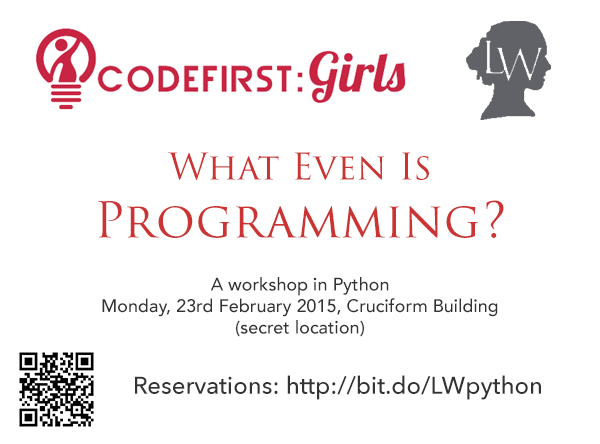 CODEFIRST: Girls
LW
What Even Is
Programming?
A workshop in Python
Monday, 23rd February 2015, Cruciform Building
(secret location)
Reservations: http://bit.do/LWpython